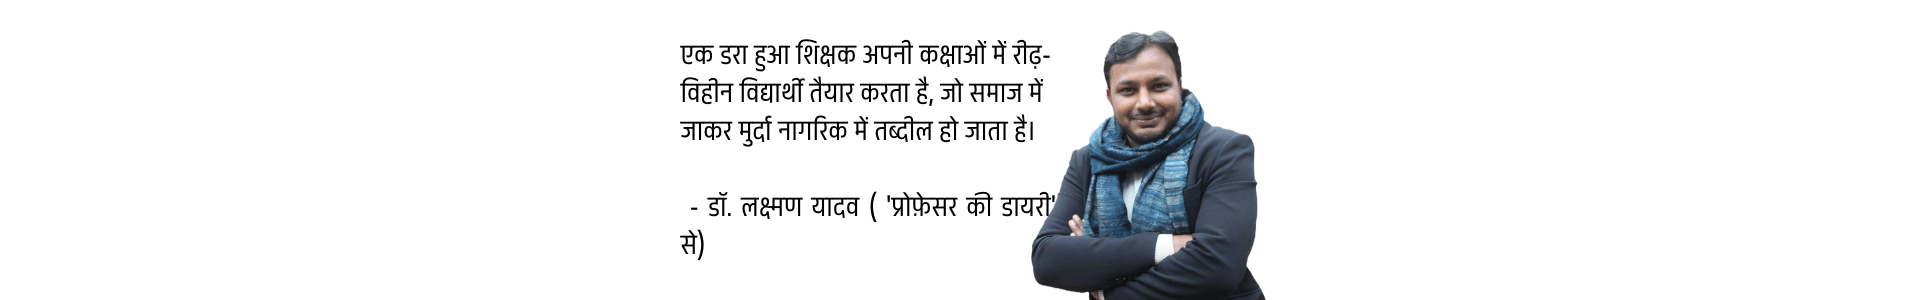 एक डरा हुआ शिक्षक अपनी कक्षाओं में रीढ़-
विहीन विद्यार्थी तैयार करता है, जो समाज में
जाकर मुर्दा नागरिक में तब्दील हो जाता है।
- डॉ. लक्ष्मण यादव ( 'प्रोफ़ेसर की डायरी'
से)